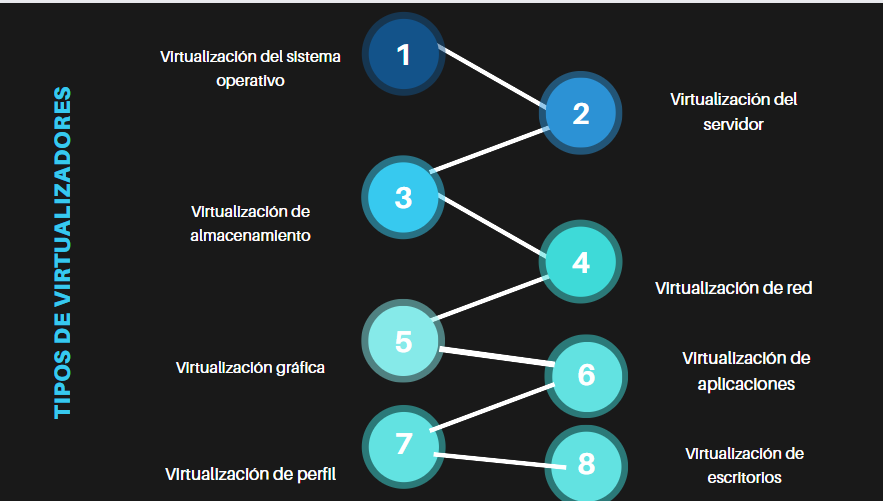 TIPOS DE VIRTUALIZADORES
1
Virtualización del sistema
operativo
2
Virtualización del
servidor
3
Virtualización de
almacenamiento
4
Virtualización de red
5
Virtualización gráfica
6
Virtualización de
aplicaciones
7
Virtualización de perfil
8
Virtualización de
escritorios